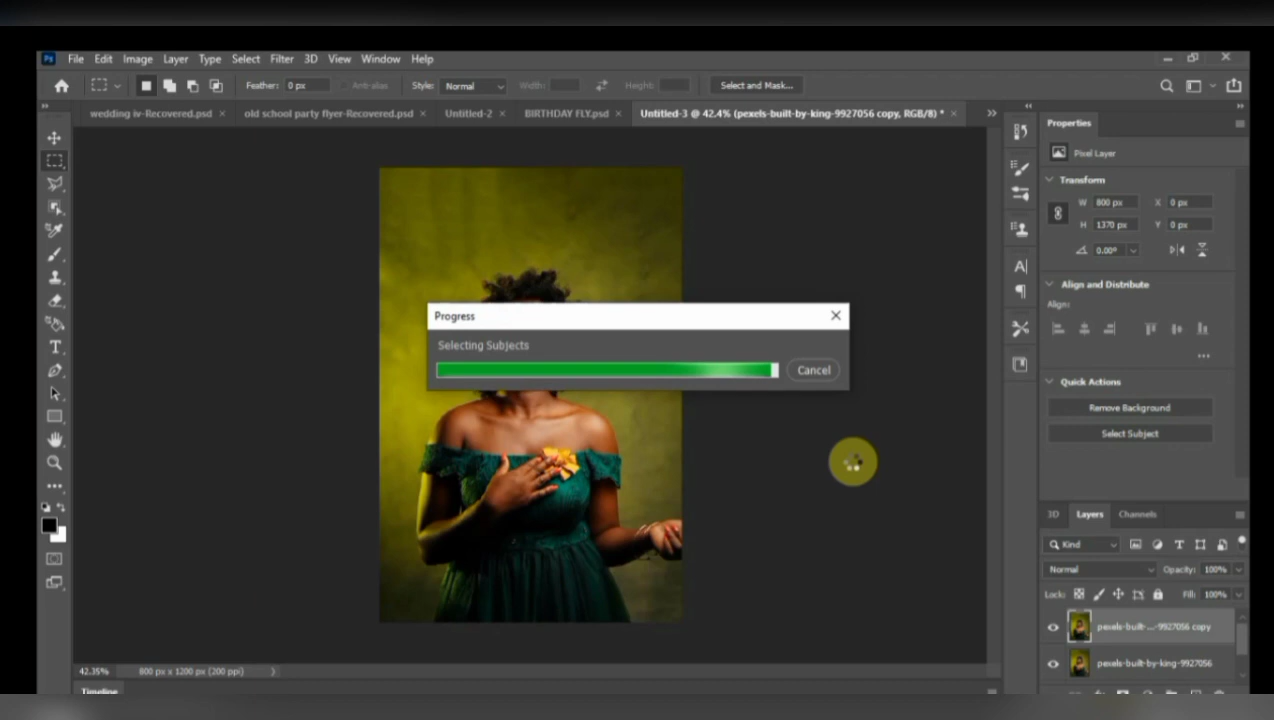 Ps File Edit Image Layer Type Select Filter 3D View Window Help
Feather: 0 px Anti-alias Style: Normal Width: Height: Select and Mask...
wedding iv-Recovered.psd × old school party flyer-Recovered.psd × Untitled-2 × BIRTHDAY FLY.psd × Untitled-3 @ 42.4% (pexels-built-by-king-9927056 copy, RGB/8) * ×
Properties
Pixel Layer
Transform
W 800 px X 0 px
H 1370 px Y 0 px
0.00°
Align and Distribute
Align:
Quick Actions
Remove Background
Select Subject
Progress
Selecting Subjects
Cancel
3D Layers Channels
Kind
Normal Opacity: 100%
Lock: Fill: 100%
pexels-built-...-9927056 copy
pexels-built-by-king-9927056
42.35% 800 px x 1200 px (200 ppi)
Timeline